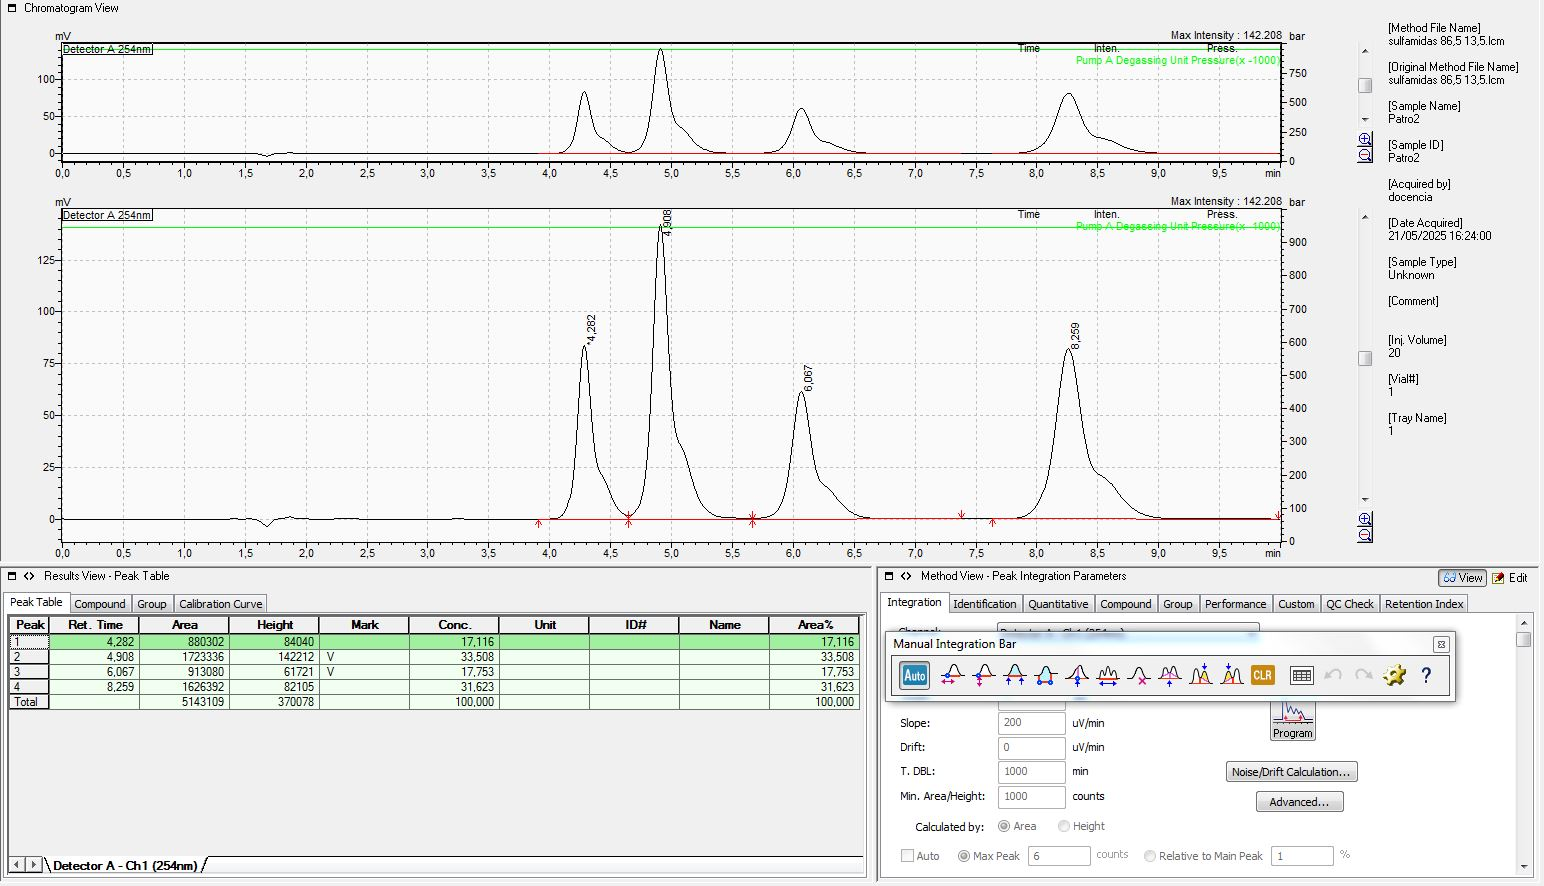 Chromatogram View
mV
Max Intensity : 142.208 bar
Detector A 254nm
Time Inten. Press.
Pump A Degassing Unit Pressure(x -1000)
100
50
0
750
500
250
0
0,0 0,5 1,0 1,5 2,0 2,5 3,0 3,5 4,0 4,5 5,0 5,5 6,0 6,5 7,0 7,5 8,0 8,5 9,0 min
mV
Max Intensity : 142.208 bar
Detector A 254nm
Time Inten. Press.
Pump A Degassing Unit Pressure(x -1000)
125
100
75
50
25
0
*4,282
4,908
6,067
8,259
900
800
700
600
500
400
300
200
100
0
0,0 0,5 1,0 1,5 2,0 2,5 3,0 3,5 4,0 4,5 5,0 5,5 6,0 6,5 7,0 7,5 8,0 8,5 9,0 9,5 min
[Method File Name]
sulfamidas 86,5 13,5.lcm
[Original Method File Name]
sulfamidas 86,5 13,5.lcm
[Sample Name]
Patro2
[Sample ID]
Patro2
[Acquired by]
docencia
[Date Acquired]
21/05/2025 16:24:00
[Sample Type]
Unknown
[Comment]
[Inj. Volume]
20
[Vial#]
1
[Tray Name]
1
Results View - Peak Table
Peak Table Compound Group Calibration Curve
Peak Ret. Time Area Height Mark Conc. Unit ID# Name Area%
1 4,282 880302 84040 17,116 17,116
2 4,908 1723336 142212 V 33,508 33,508
3 6,067 913080 61721 V 17,753 17,753
4 8,259 1626392 82105 31,623 31,623
Total 5143109 370078 100,000 100,000
Detector A - Ch1 (254nm)
Method View - Peak Integration Parameters
View Edit
Integration Identification Quantitative Compound Group Performance Custom QC Check Retention Index
Manual Integration Bar
Auto CLR ?
Program
Slope: 200 uV/min
Drift: 0 uV/min
T. DBL: 1000 min
Min. Area/Height: 1000 counts
Noise/Drift Calculation...
Advanced...
Calculated by: Area Height
Auto Max Peak 6 counts Relative to Main Peak 1 %